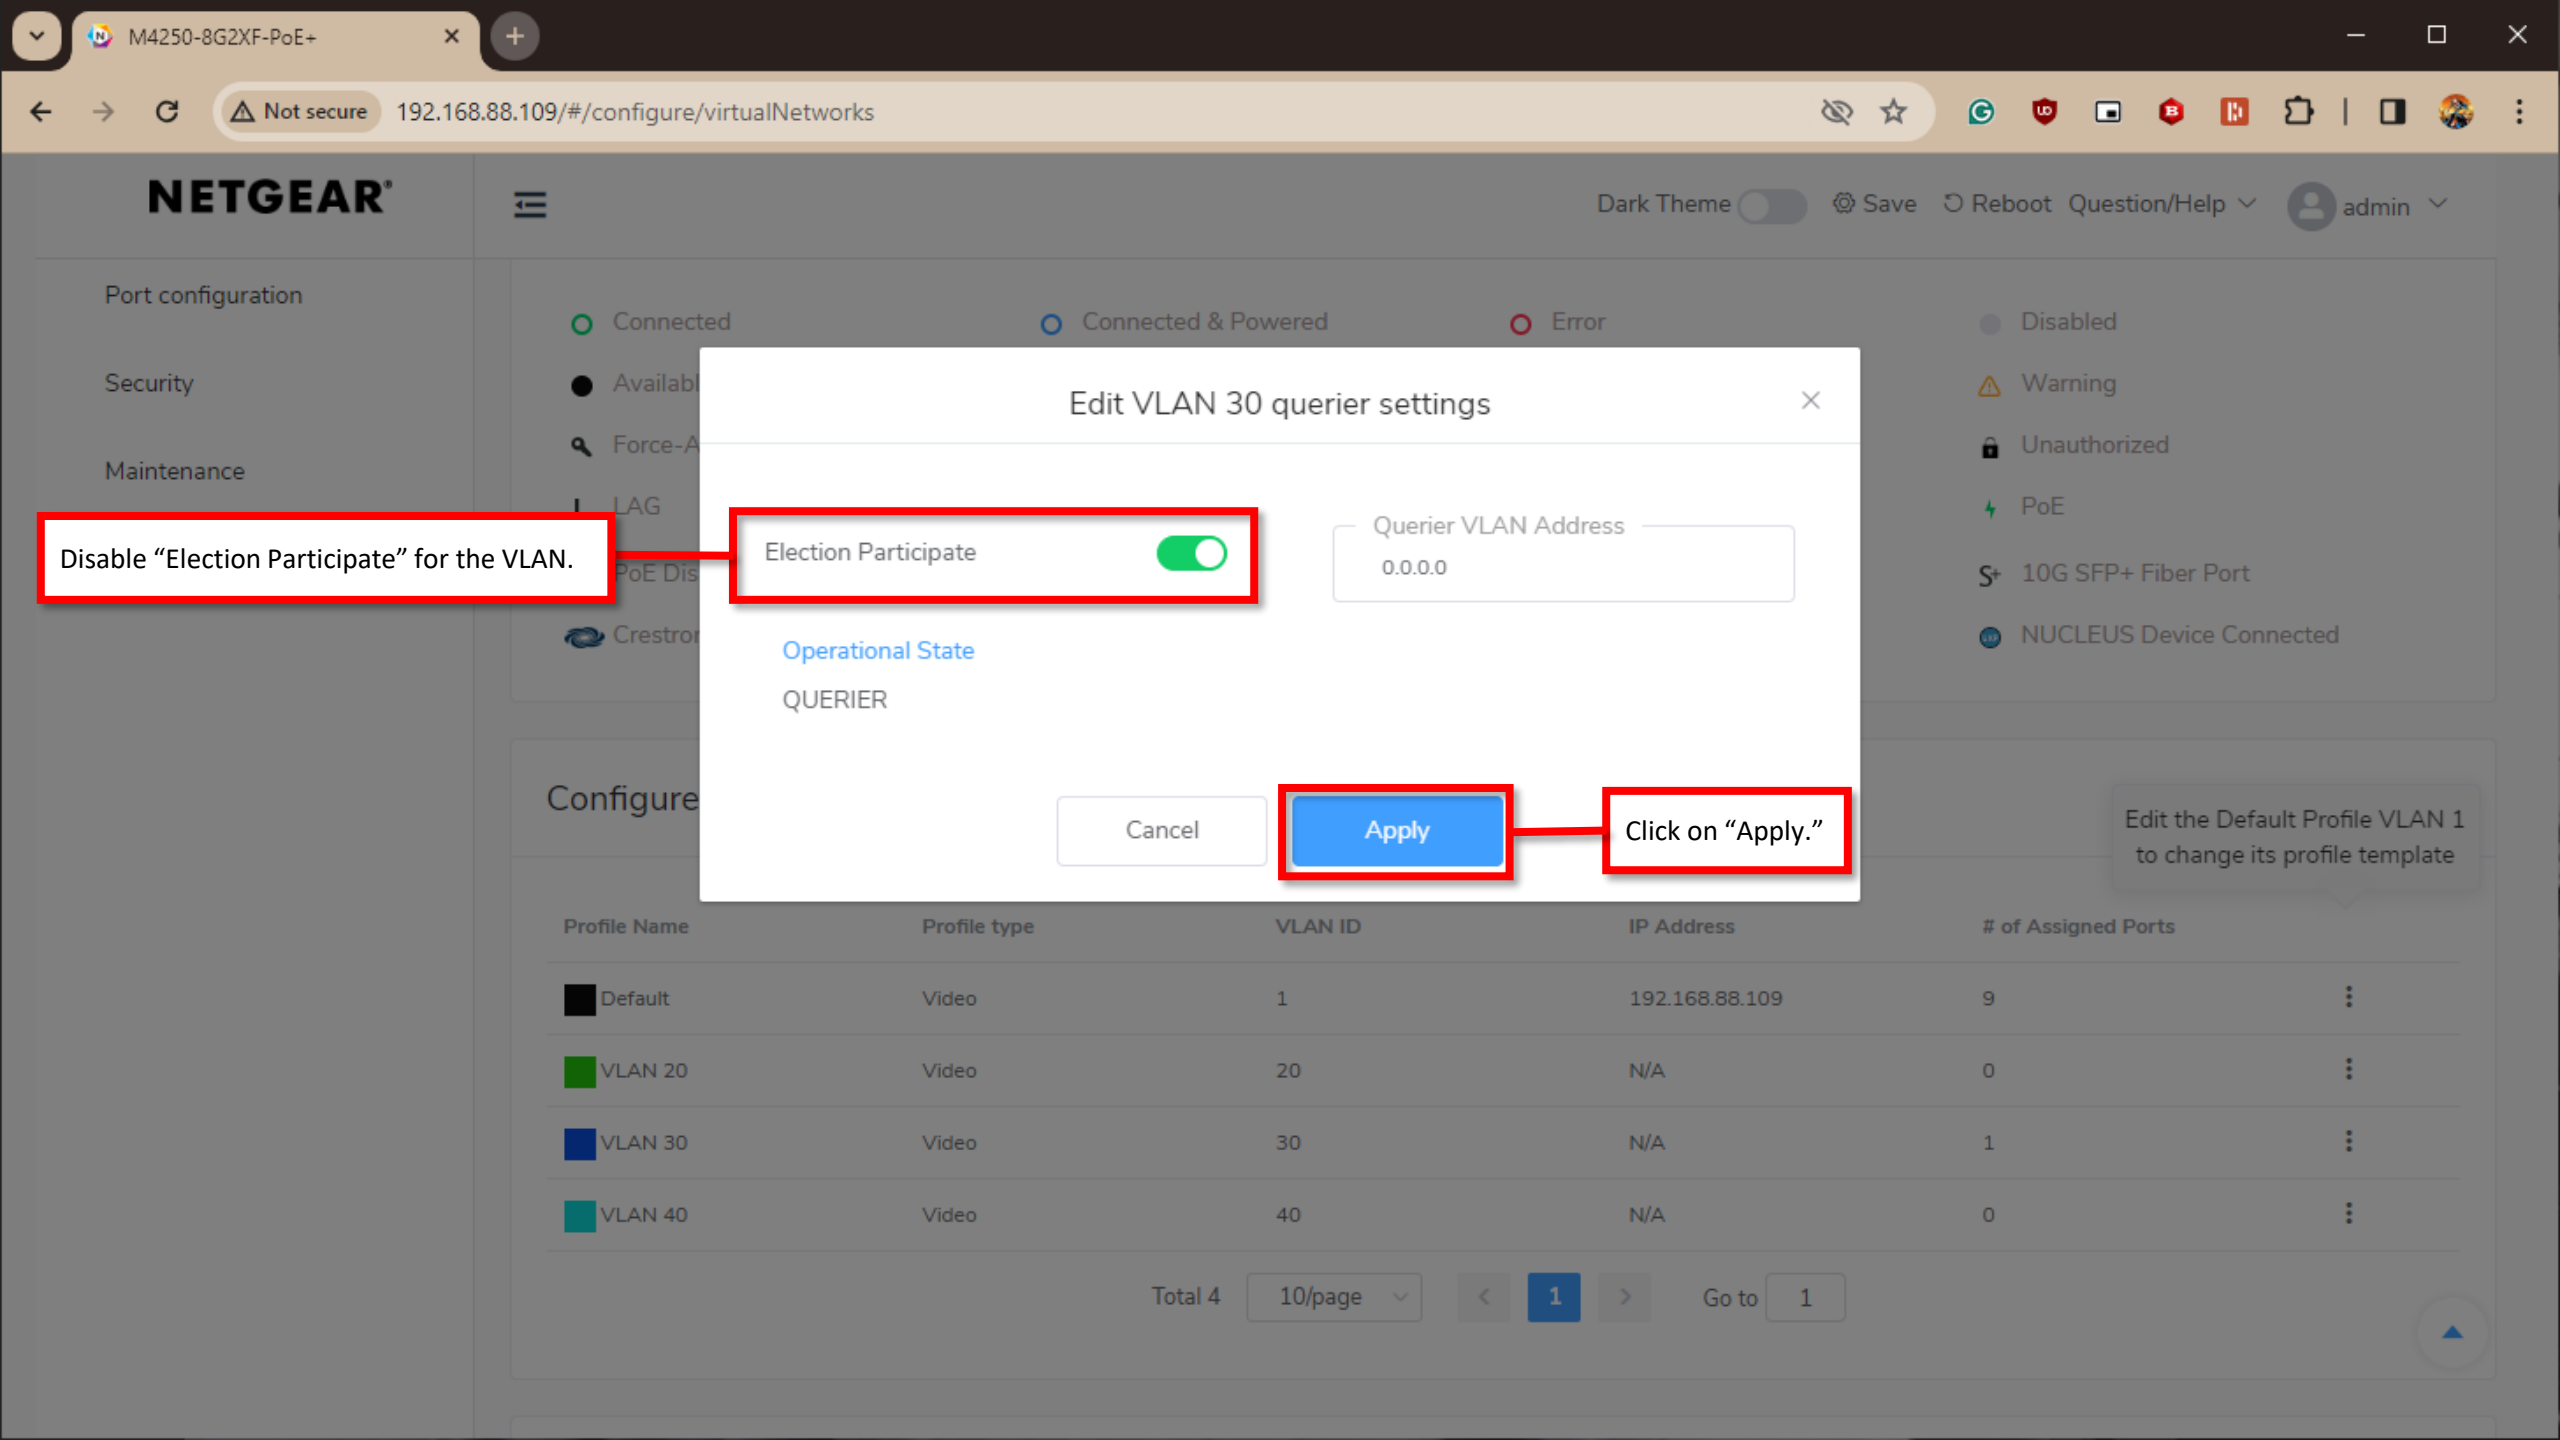 M4250-8G2XF-PoE+
Not secure 192.168.88.109/#/configure/virtualNetworks
NETGEAR®
Dark Theme Save Reboot Question/Help admin
Port configuration
Security
Maintenance
Connected Connected & Powered Error Disabled
Availabl Warning
Force-A Unauthorized
LAG PoE
PoE Dis 10G SFP+ Fiber Port
Crestron NUCLEUS Device Connected
Disable “Election Participate” for the VLAN.
Edit VLAN 30 querier settings
Election Participate
Querier VLAN Address
0.0.0.0
Operational State
QUERIER
Cancel Apply
Click on “Apply.”
Configure
Edit the Default Profile VLAN 1
to change its profile template
Profile Name Profile type VLAN ID IP Address # of Assigned Ports
Default Video 1 192.168.88.109 9
VLAN 20 Video 20 N/A 0
VLAN 30 Video 30 N/A 1
VLAN 40 Video 40 N/A 0
Total 4 10/page 1 Go to 1